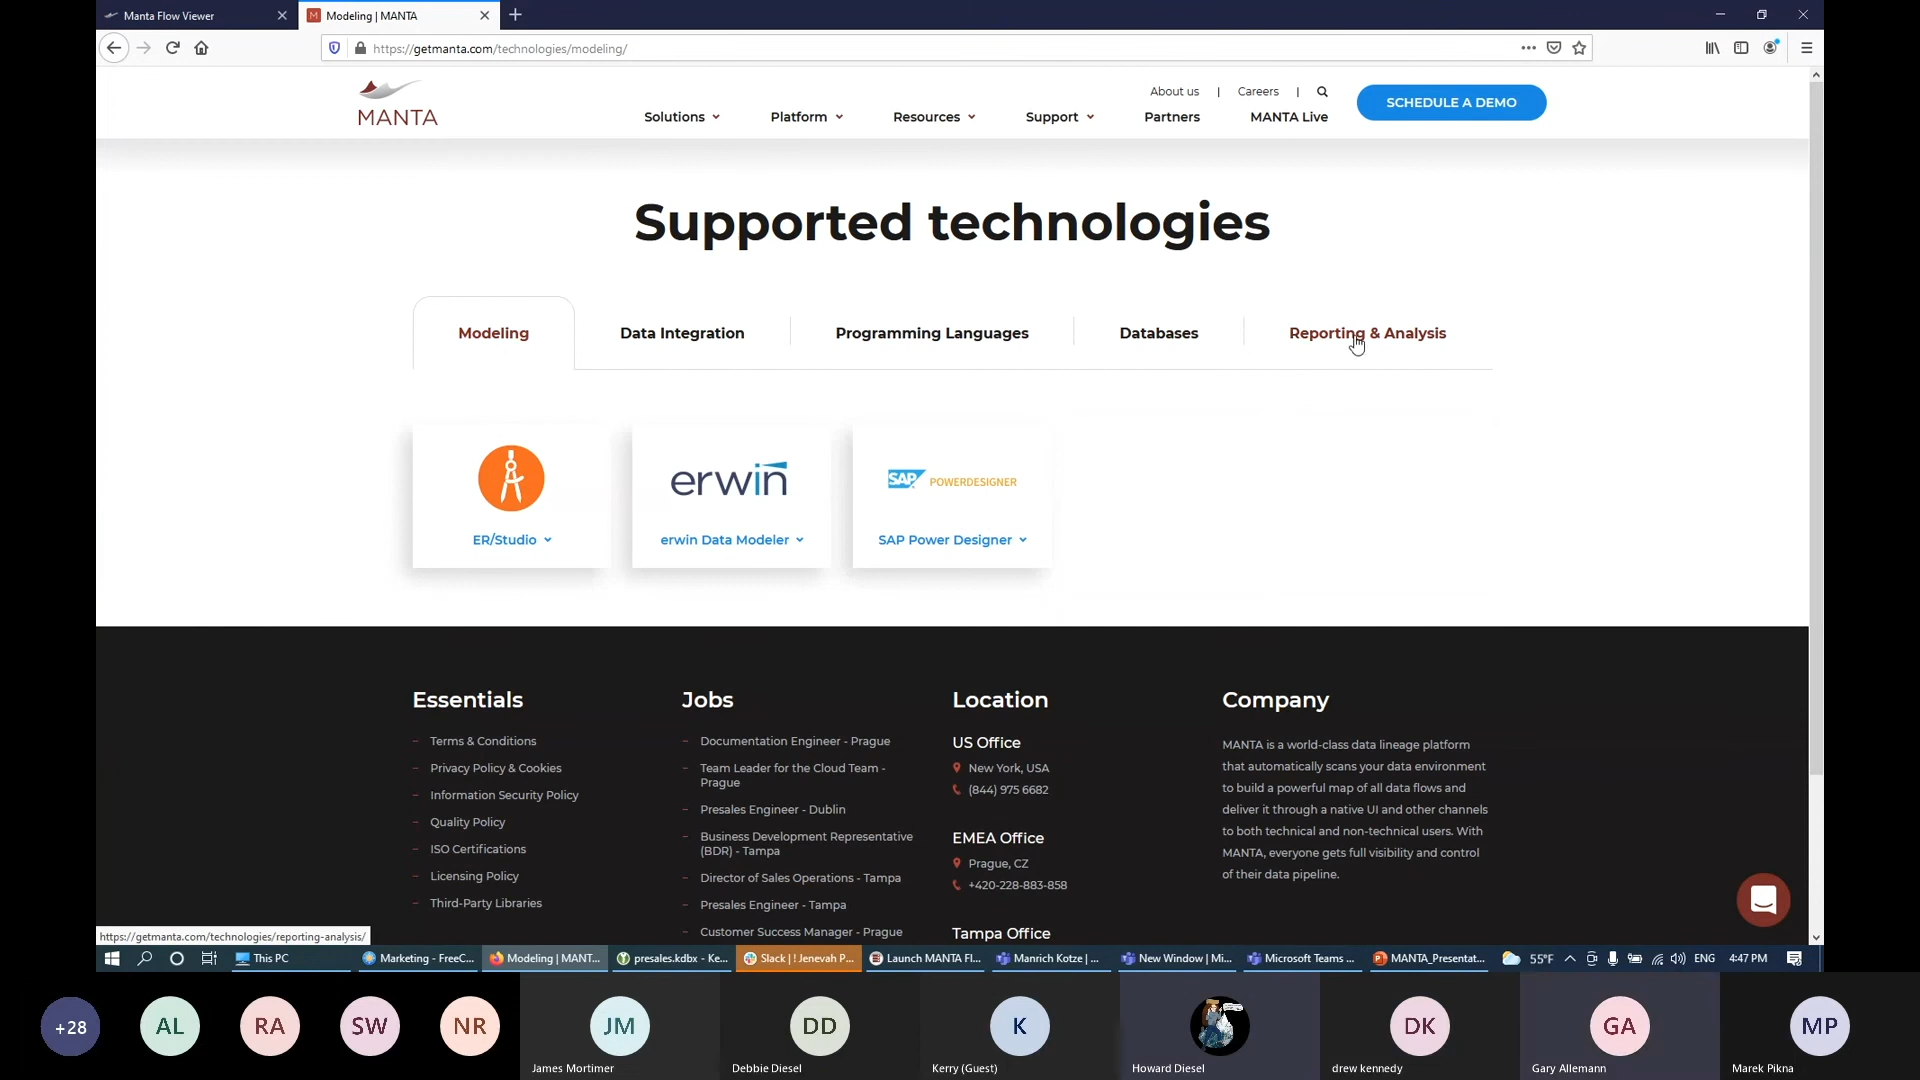 Manta Flow Viewer
Modeling | MANTA
https://getmanta.com/technologies/modeling/
MANTA
About us
|
Careers
|
SCHEDULE A DEMO
Solutions
Platform
Resources
Support
Partners
MANTA Live
Supported technologies
Modeling
Data Integration
Programming Languages
Databases
Reporting & Analysis
erwin
SAP POWERDESIGNER
ER/Studio
erwin Data Modeler
SAP Power Designer
Essentials
Terms & Conditions
Privacy Policy & Cookies
Information Security Policy
Quality Policy
ISO Certifications
Licensing Policy
Third-Party Libraries
Jobs
Documentation Engineer - Prague
Team Leader for the Cloud Team -
Prague
Presales Engineer - Dublin
Business Development Representative
(BDR) - Tampa
Director of Sales Operations - Tampa
Presales Engineer - Tampa
Customer Success Manager - Prague
Location
US Office
New York, USA
(844) 975 6682
EMEA Office
Prague, CZ
+420-228-883-858
Tampa Office
Company
MANTA is a world-class data lineage platform
that automatically scans your data environment
to build a powerful map of all data flows and
deliver it through a native UI and other channels
to both technical and non-technical users. With
MANTA, everyone gets full visibility and control
of their data pipeline.
https://getmanta.com/technologies/reporting-analysis/
This PC
Marketing - FreeC...
Modeling | MANT...
presales.kdbx - Ke...
Slack | ! Jenevah P...
Launch MANTA Fl...
Manrich Kotze | ...
New Window | Mi...
Microsoft Teams ...
MANTA_Presentat...
55°F
ENG
4:47 PM
+28
AL
RA
SW
NR
JM
James Mortimer
DD
Debbie Diesel
K
Kerry (Guest)
Howard Diesel
DK
drew kennedy
GA
Gary Allemann
MP
Marek Pikna